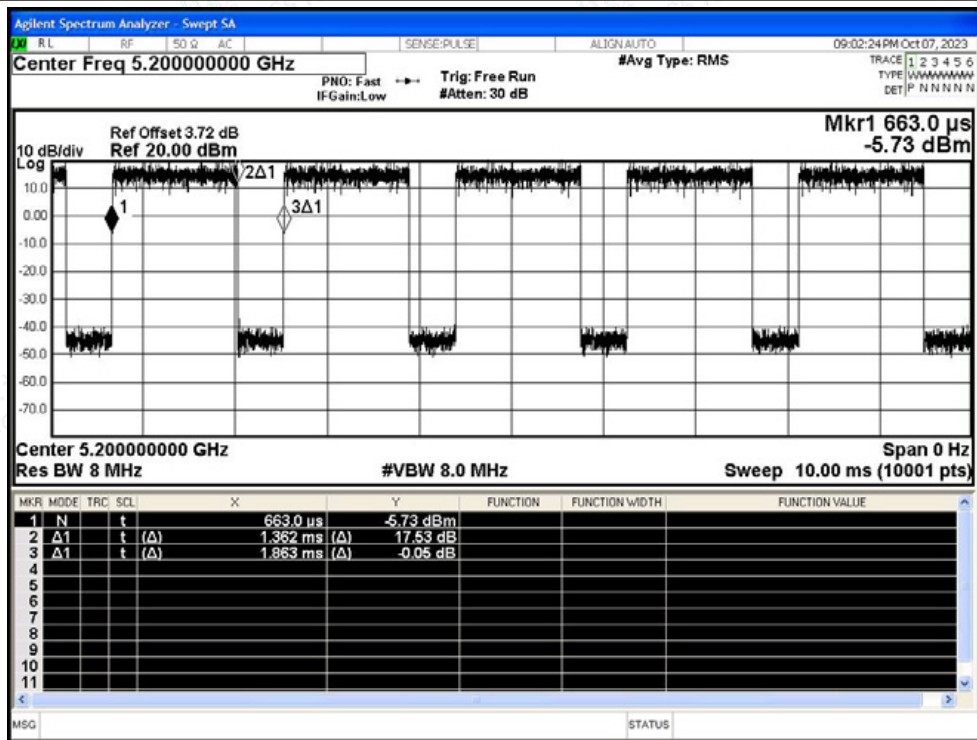 Agilent Spectrum Analyzer - Swept SA
LXI RL RF 50 Ω AC SENSE:PULSE ALIGN AUTO 09:02:24 PM Oct 07, 2023
Center Freq 5.200000000 GHz
PNO: Fast
IFGain:Low
Trig: Free Run
#Atten: 30 dB
#Avg Type: RMS
TRACE 1 2 3 4 5 6
TYPE WWWWWW
DET P N N N N N
Mkr1 663.0 µs
-5.73 dBm
Ref Offset 3.72 dB
10 dB/div Ref 20.00 dBm
Log
2Δ1
10.0
1
3Δ1
0.00
-10.0
-20.0
-30.0
-40.0
-50.0
-60.0
-70.0
Center 5.200000000 GHz Span 0 Hz
Res BW 8 MHz #VBW 8.0 MHz Sweep 10.00 ms (10001 pts)
MKR MODE TRC SCL X Y FUNCTION FUNCTION WIDTH FUNCTION VALUE
1 N t 663.0 µs -5.73 dBm
2 Δ1 t (Δ) 1.362 ms (Δ) 17.53 dB
3 Δ1 t (Δ) 1.863 ms (Δ) -0.05 dB
4
5
6
7
8
9
10
11
MSG STATUS